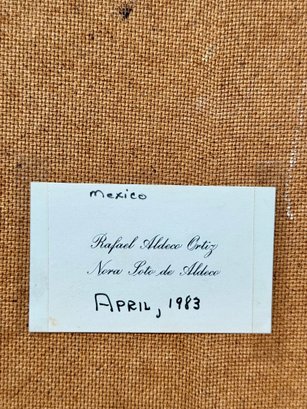 mexico
Rafael Aldeco Ortiz
Nora Soto de Aldeco
APRIL, 1983